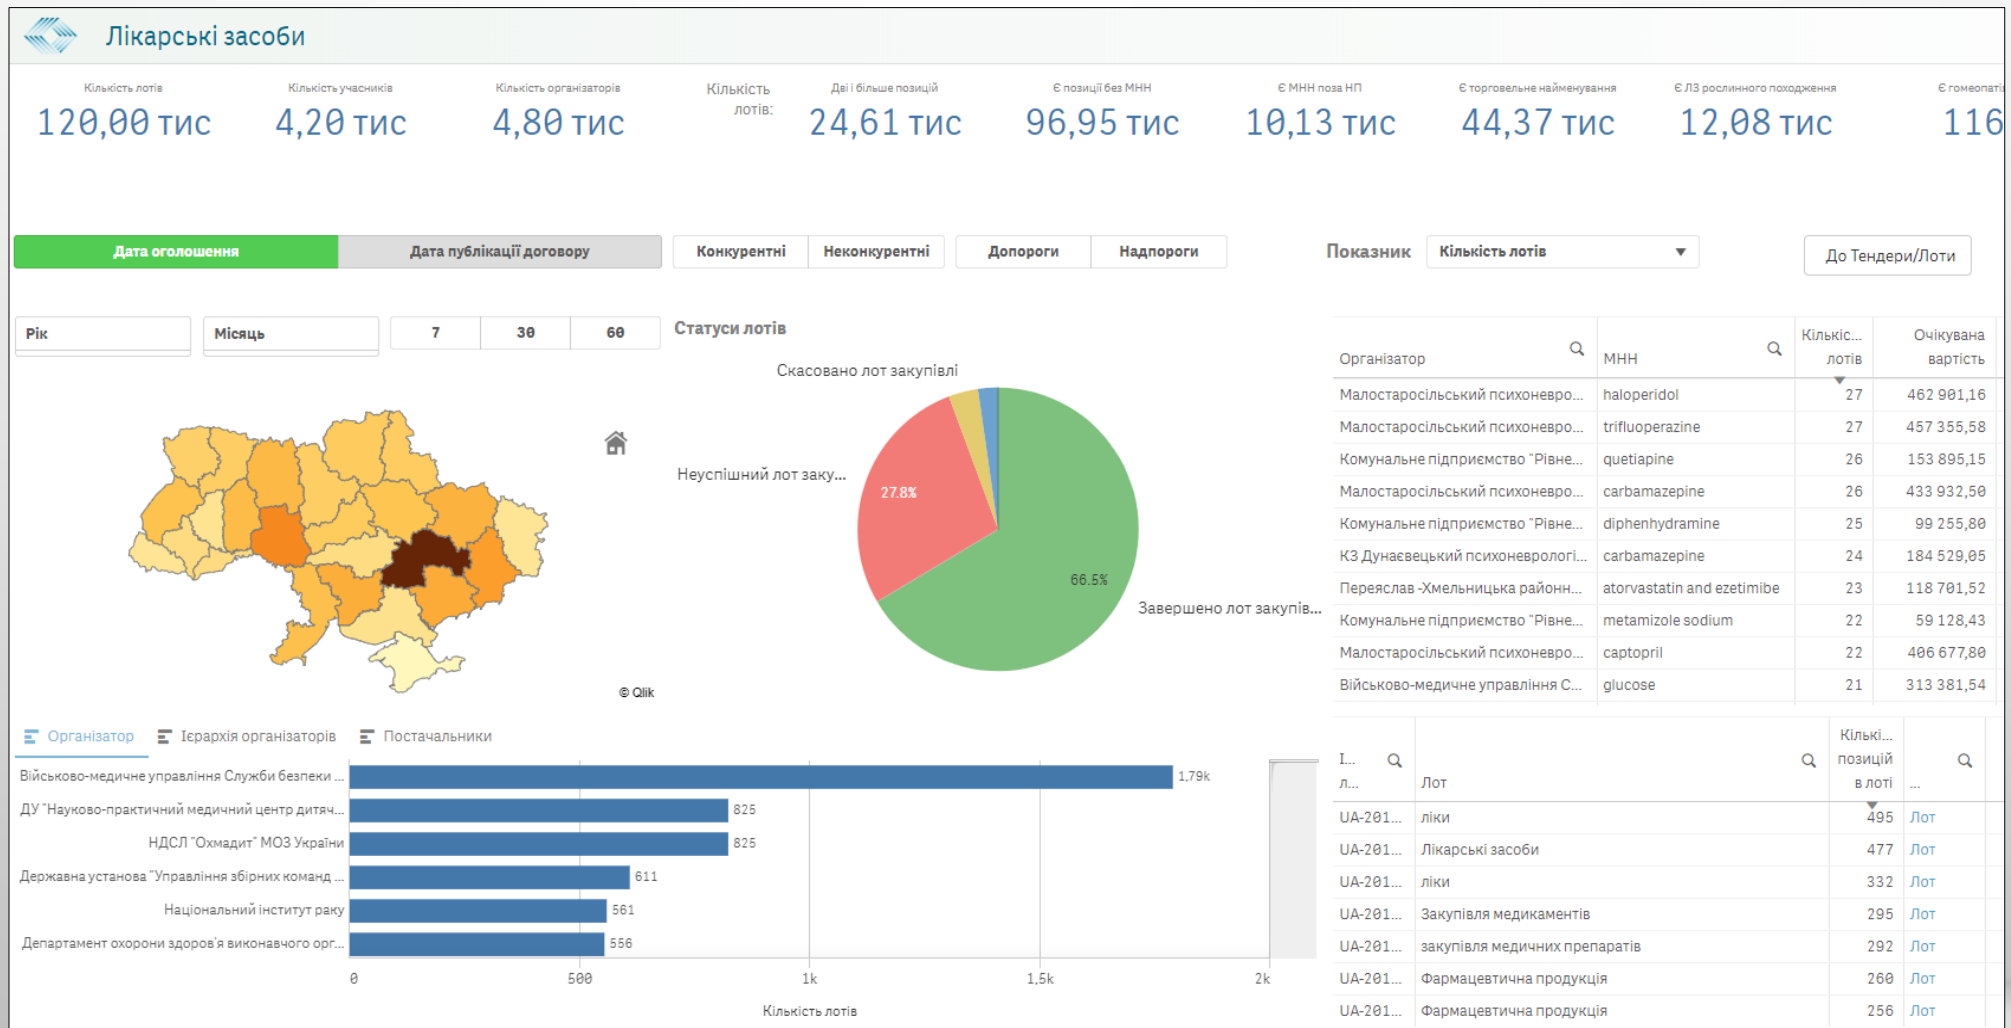 Лікарські засоби
Кількість лотів
120,00 тис
Кількість учасників
4,20 тис
Кількість організаторів
4,80 тис
Кількість
лотів:
Дві і більше позицій
24,61 тис
Є позиції без МНН
96,95 тис
Є МНН поза НП
10,13 тис
Є торговельне найменування
44,37 тис
Є ЛЗ рослинного походження
12,08 тис
Є гомеопаті
116
Дата оголошення
Дата публікації договору
Конкурентні
Неконкурентні
Допороги
Надпороги
Показник
Кількість лотів
До Тендери/Лоти
Рік
Місяць
7
30
60
Статуси лотів
Скасовано лот закупівлі
Неуспішний лот заку...
27.8%
66.5%
Завершено лот закупів...
© Qlik
Організатор
МНН
Кількіс...
лотів
Очікувана
вартість
Малостаросільський психоневро... haloperidol 27 462 901,16
Малостаросільський психоневро... trifluoperazine 27 457 355,58
Комунальне підприємство "Рівне... quetiapine 26 153 895,15
Малостаросільський психоневро... carbamazepine 26 433 932,50
Комунальне підприємство "Рівне... diphenhydramine 25 99 255,80
КЗ Дунаєвецький психоневрологі... carbamazepine 24 184 529,05
Переяслав -Хмельницька районн... atorvastatin and ezetimibe 23 118 701,52
Комунальне підприємство "Рівне... metamizole sodium 22 59 128,43
Малостаросільський психоневро... captopril 22 406 677,80
Військово-медичне управління С... glucose 21 313 381,54
Організатор
Ієрархія організаторів
Постачальники
Військово-медичне управління Служби безпеки ... 1,79k
ДУ "Науково-практичний медичний центр дитяч... 825
НДСЛ "Охмадит" МОЗ України 825
Державна установа "Управління збірних команд ... 611
Національний інститут раку 561
Департамент охорони здоров'я виконавчого орг... 556
0 500 1k 1,5k 2k
Кількість лотів
І...
л...
Лот
Кількі...
позицій
в лоті
...
UA-201... ліки 495 Лот
UA-201... Лікарські засоби 477 Лот
UA-201... ліки 332 Лот
UA-201... Закупівля медикаментів 295 Лот
UA-201... закупівля медичних препаратів 292 Лот
UA-201... Фармацевтична продукція 260 Лот
UA-201... Фармацевтична продукція 256 Лот